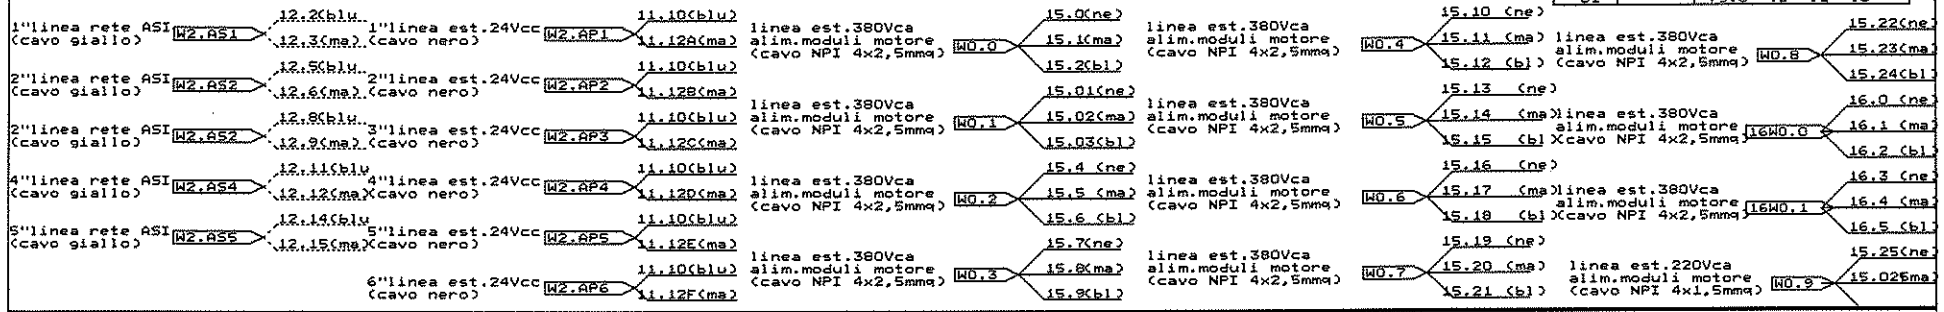 1"linea rete ASI
(cavo giallo)
W2.AS1
12.2(blu
12.3(ma)
2"linea rete ASI
(cavo giallo)
W2.AS2
12.5(blu
12.6(ma)
2"linea rete ASI
(cavo giallo)
W2.AS2
12.8(blu
12.9(ma)
4"linea rete ASI
(cavo giallo)
W2.AS4
12.11(blu
12.12(ma)
5"linea rete ASI
(cavo giallo)
W2.AS5
12.14(blu
12.15(ma)
1"linea est.24Vcc
(cavo nero)
W2.AP1
11.10(blu)
11.12A(ma)
2"linea est.24Vcc
(cavo nero)
W2.AP2
11.10(blu)
11.12B(ma)
3"linea est.24Vcc
(cavo nero)
W2.AP3
11.10(blu)
11.12C(ma)
4"linea est.24Vcc
(cavo nero)
W2.AP4
11.10(blu)
11.12D(ma)
5"linea est.24Vcc
(cavo nero)
W2.AP5
11.10(blu)
11.12E(ma)
6"linea est.24Vcc
(cavo nero)
W2.AP6
11.10(blu)
11.12F(ma)
linea est.380Vca
alim.moduli motore
(cavo NPI 4x2,5mmq)
W0.0
15.0(ne)
15.1(ma)
15.2(bl)
linea est.380Vca
alim.moduli motore
(cavo NPI 4x2,5mmq)
W0.1
15.01(ne)
15.02(ma)
15.03(bl)
linea est.380Vca
alim.moduli motore
(cavo NPI 4x2,5mmq)
W0.2
15.4 (ne)
15.5 (ma)
15.6 (bl)
linea est.380Vca
alim.moduli motore
(cavo NPI 4x2,5mmq)
W0.3
15.7(ne)
15.8(ma)
15.9(bl)
linea est.380Vca
alim.moduli motore
(cavo NPI 4x2,5mmq)
W0.4
15.10 (ne)
15.11 (ma)
15.12 (bl)
linea est.380Vca
alim.moduli motore
(cavo NPI 4x2,5mmq)
W0.5
15.13 (ne)
15.14 (ma)
15.15 (bl)
linea est.380Vca
alim.moduli motore
(cavo NPI 4x2,5mmq)
W0.6
15.16 (ne)
15.17 (ma)
15.18 (bl)
linea est.380Vca
alim.moduli motore
(cavo NPI 4x2,5mmq)
W0.7
15.19 (ne)
15.20 (ma)
15.21 (bl)
linea est.380Vca
alim.moduli motore
(cavo NPI 4x2,5mmq)
W0.8
15.22(ne)
15.23(ma)
15.24(bl)
linea est.380Vca
alim.moduli motore
(cavo NPI 4x2,5mmq)
16W0.0
16.0 (ne)
16.1 (ma)
16.2 (bl)
linea est.380Vca
alim.moduli motore
(cavo NPI 4x2,5mmq)
16W0.1
16.3 (ne)
16.4 (ma)
16.5 (bl)
linea est.220Vca
alim.moduli motore
(cavo NPI 4x1,5mmq)
W0.9
15.25(ne)
15.026ma)